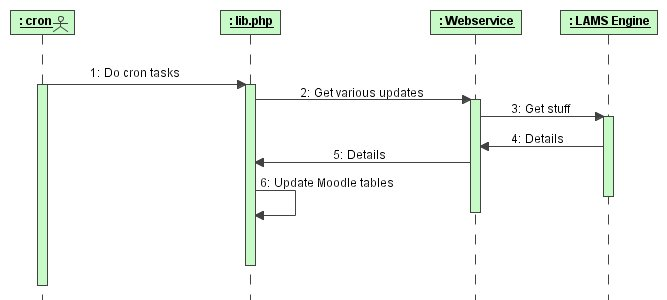 : cron
: lib.php
: Webservice
: LAMS Engine
1: Do cron tasks
2: Get various updates
3: Get stuff
4: Details
5: Details
6: Update Moodle tables